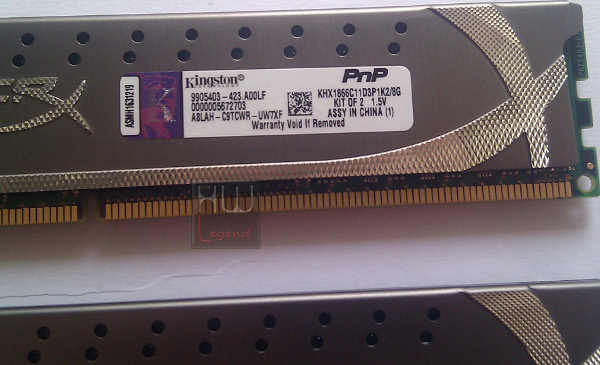 Kingston
PnP
ASMH1631219
9905403-423.A00LF
0000005672703
A8LAH-C9TCWR-UW7XF
KHX1866C11D3P1K2/8G
KIT OF 2 1.5V
ASSY IN CHINA (1)
Warranty Void If Removed
HW
Legend